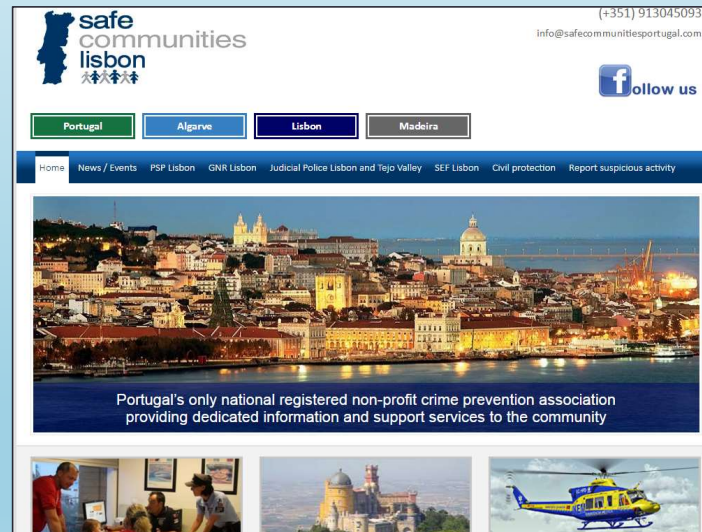 safe
communities
lisbon
(+351) 913045093
info@safecommunitiesportugal.com
follow us
Portugal Algarve Lisbon Madeira
Home News / Events PSP Lisbon GNR Lisbon Judicial Police Lisbon and Tejo Valley SEF Lisbon Civil protection Report suspicious activity
Portugal's only national registered non-profit crime prevention association
providing dedicated information and support services to the community